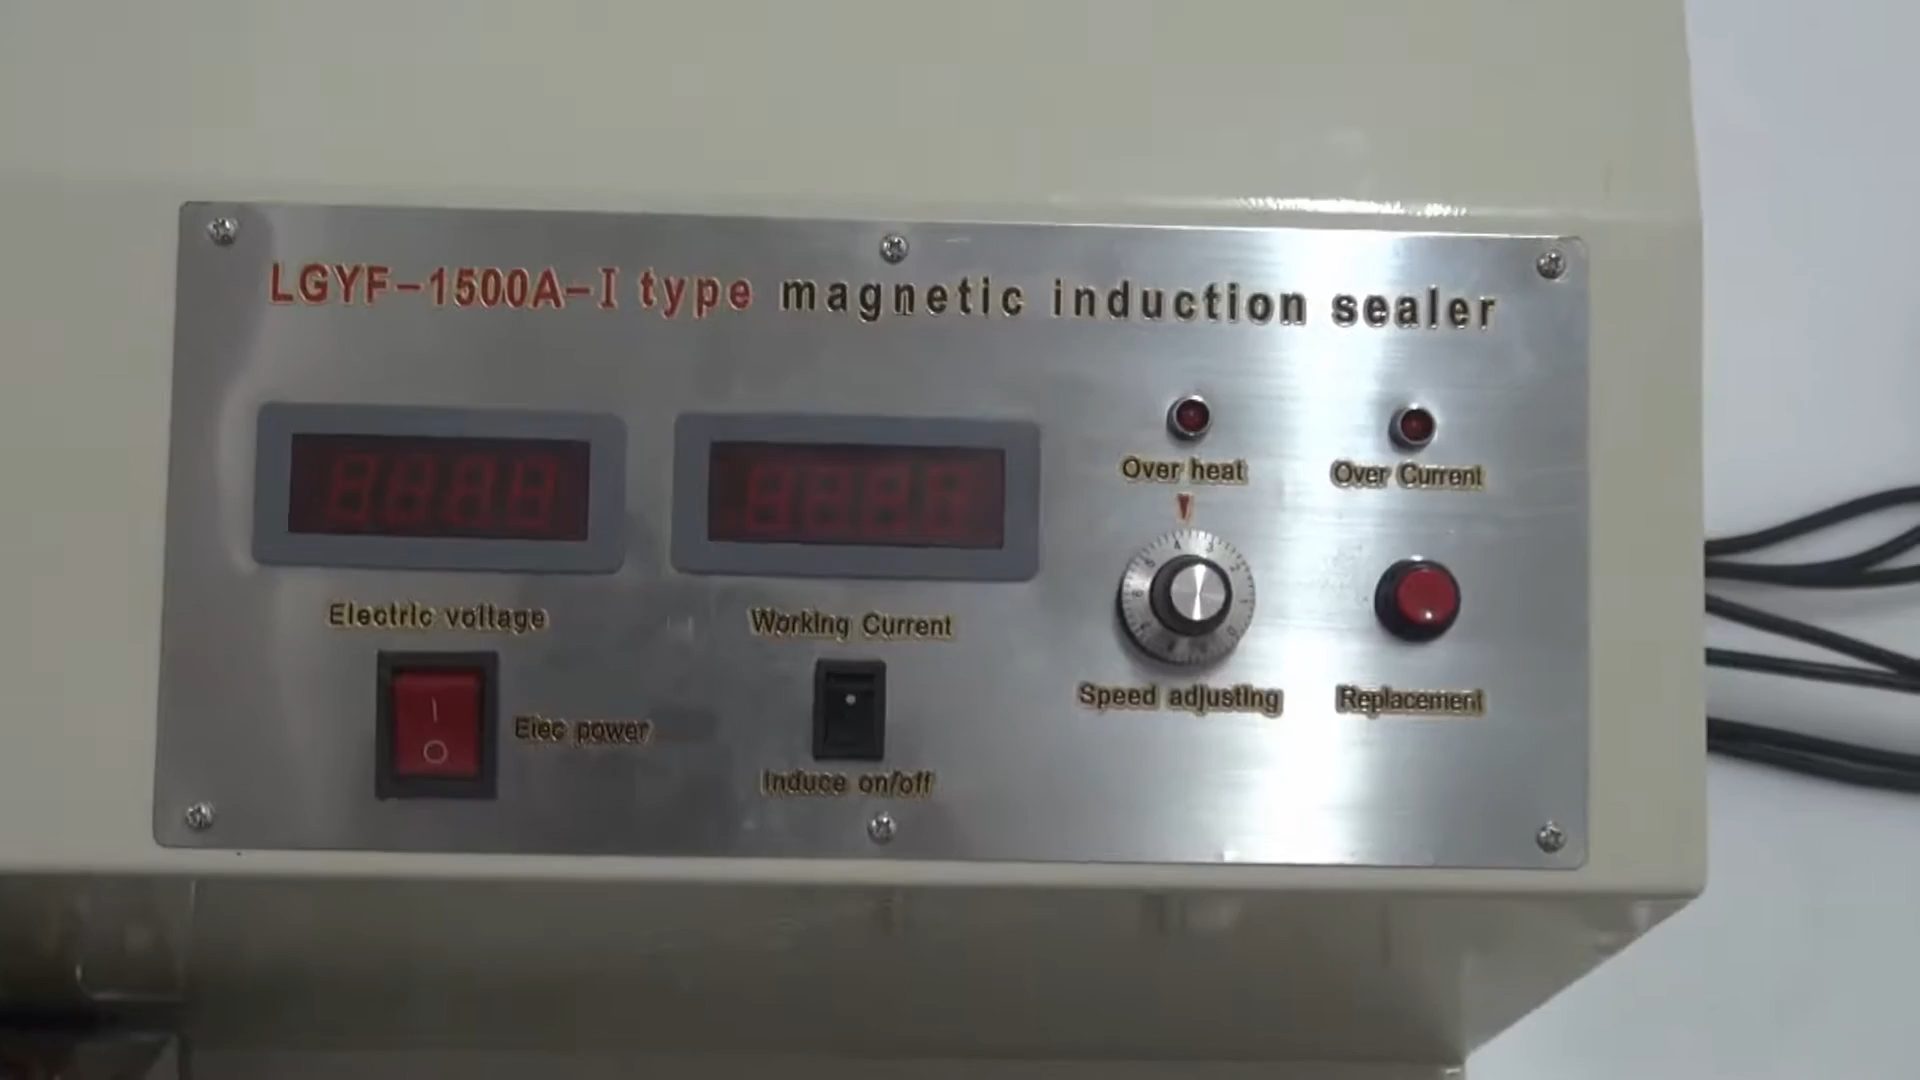 LGYF-1500A-I type magnetic induction sealer
Over heat
Over Current
Electric voltage
Working Current
Speed adjusting
Replacement
Elec power
Induce on/off